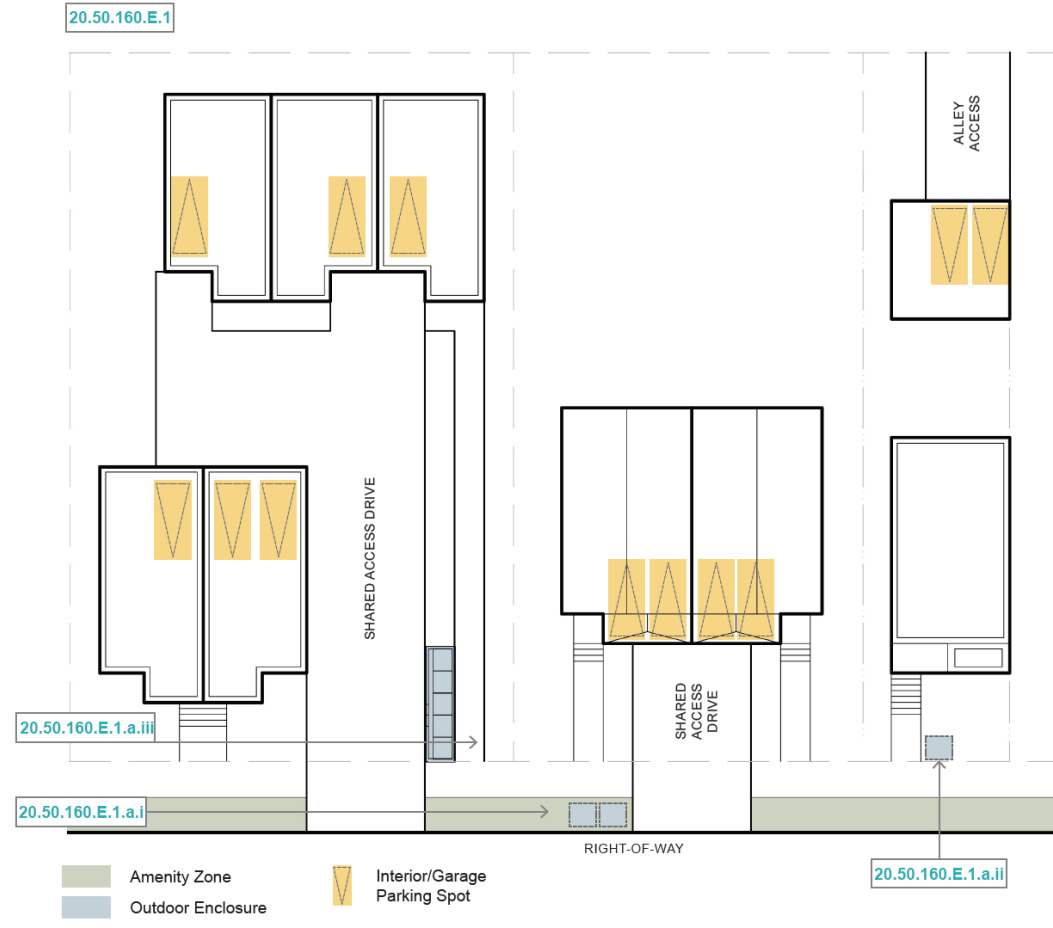 20.50.160.E.1
ALLEY
ACCESS
SHARED ACCESS DRIVE
SHARED
ACCESS
DRIVE
20.50.160.E.1.a.iii
20.50.160.E.1.a.i
RIGHT-OF-WAY
20.50.160.E.1.a.ii
Amenity Zone
Outdoor Enclosure
Interior/Garage
Parking Spot